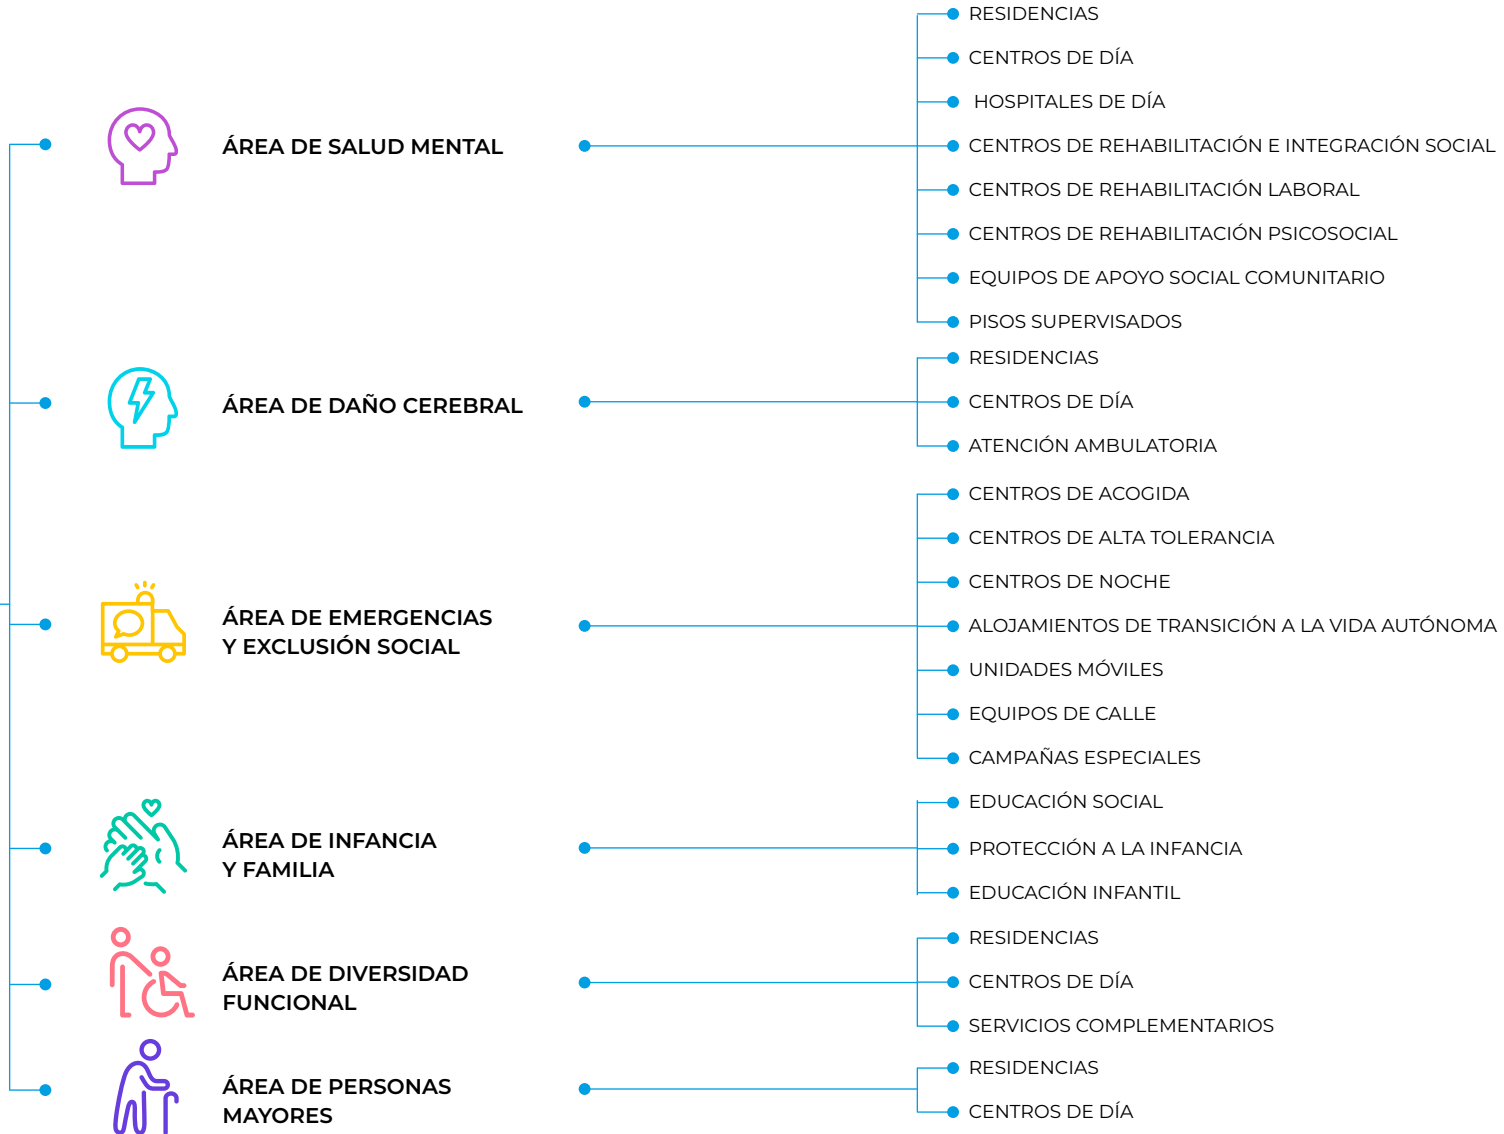 ÁREA DE SALUD MENTAL
RESIDENCIAS
CENTROS DE DÍA
HOSPITALES DE DÍA
CENTROS DE REHABILITACIÓN E INTEGRACIÓN SOCIAL
CENTROS DE REHABILITACIÓN LABORAL
CENTROS DE REHABILITACIÓN PSICOSOCIAL
EQUIPOS DE APOYO SOCIAL COMUNITARIO
PISOS SUPERVISADOS
ÁREA DE DAÑO CEREBRAL
RESIDENCIAS
CENTROS DE DÍA
ATENCIÓN AMBULATORIA
ÁREA DE EMERGENCIAS
Y EXCLUSIÓN SOCIAL
CENTROS DE ACOGIDA
CENTROS DE ALTA TOLERANCIA
CENTROS DE NOCHE
ALOJAMIENTOS DE TRANSICIÓN A LA VIDA AUTÓNOMA
UNIDADES MÓVILES
EQUIPOS DE CALLE
CAMPAÑAS ESPECIALES
ÁREA DE INFANCIA
Y FAMILIA
EDUCACIÓN SOCIAL
PROTECCIÓN A LA INFANCIA
EDUCACIÓN INFANTIL
ÁREA DE DIVERSIDAD
FUNCIONAL
RESIDENCIAS
CENTROS DE DÍA
SERVICIOS COMPLEMENTARIOS
ÁREA DE PERSONAS
MAYORES
RESIDENCIAS
CENTROS DE DÍA